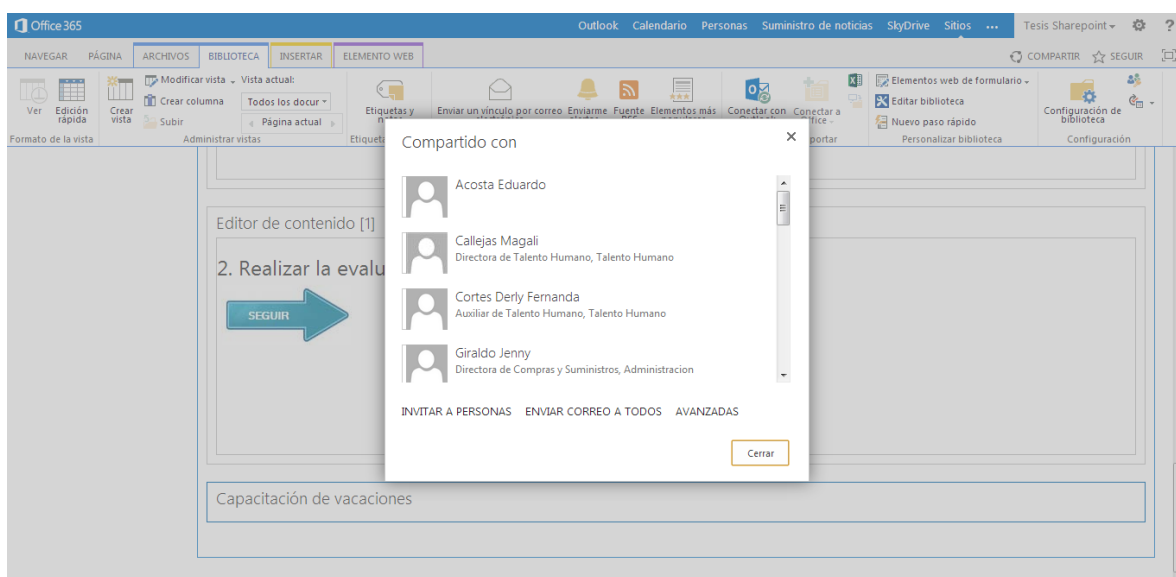 Office 365
Outlook Calendario Personas Suministro de noticias SkyDrive Sitios ... Tesis Sharepoint ?
NAVEGAR PÁGINA ARCHIVOS BIBLIOTECA INSERTAR ELEMENTO WEB COMPARTIR SEGUIR
Ver
Edición
rápida
Formato de la vista
Crear
vista
Modificar vista
Crear columna
Subir
Vista actual:
Todos los docur
Página actual
Administrar vistas
Etiquetas y
Enviar un vínculo por correo
Enviarme
Fuente
Elementos más
Conectar con
Conectar a
Office
Elementos web de formulario
Editar biblioteca
Nuevo paso rápido
Personalizar biblioteca
Configuración de
biblioteca
Configuración
Compartido con
Acosta Eduardo
Callejas Magali
Directora de Talento Humano, Talento Humano
Cortes Derly Fernanda
Auxiliar de Talento Humano, Talento Humano
Giraldo Jenny
Directora de Compras y Suministros, Administracion
INVITAR A PERSONAS ENVIAR CORREO A TODOS AVANZADAS
Cerrar
Editor de contenido [1]
2. Realizar la evalu
SEGUIR
Capacitación de vacaciones